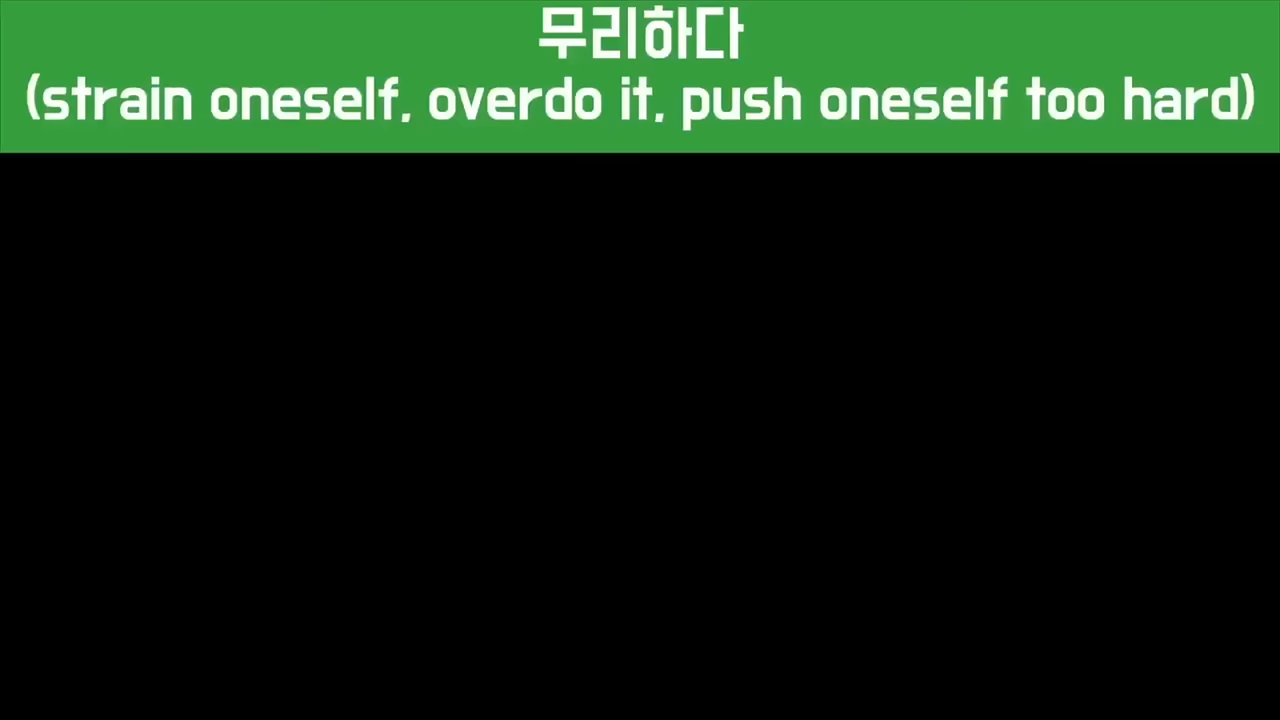 무리하다
(strain oneself, overdo it, push oneself too hard)